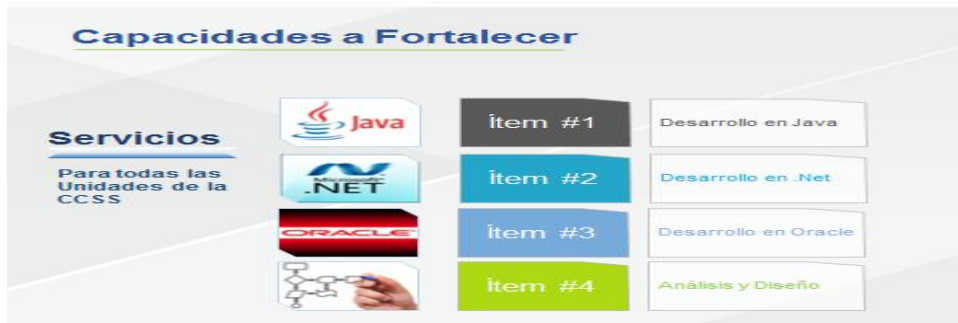 Capacidades a Fortalecer
Servicios
Para todas las
Unidades de la
CCSS
Java
Ítem #1
Desarrollo en Java
Microsoft
.NET
Ítem #2
Desarrollo en .Net
ORACLE
Ítem #3
Desarrollo en Oracle
Ítem #4
Análisis y Diseño